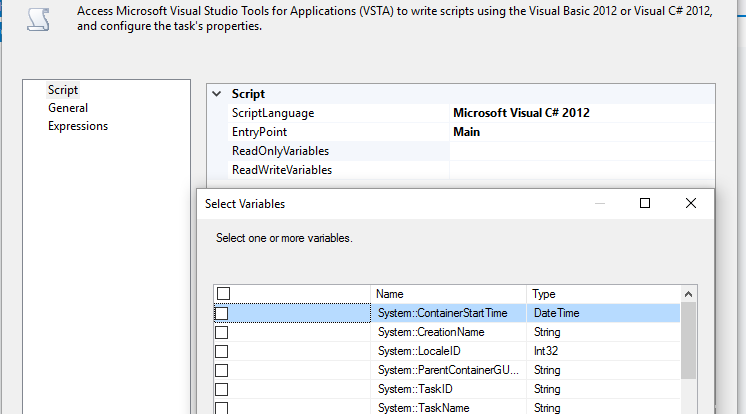 Access Microsoft Visual Studio Tools for Applications (VSTA) to write scripts using the Visual Basic 2012 or Visual C# 2012,
and configure the task's properties.
Script
General
Expressions
Script
ScriptLanguage Microsoft Visual C# 2012
EntryPoint Main
ReadOnlyVariables
ReadWriteVariables
Select Variables
Select one or more variables.
Name Type
System::ContainerStartTime DateTime
System::CreationName String
System::LocaleID Int32
System::ParentContainerGU... String
System::TaskID String
System::TaskName String